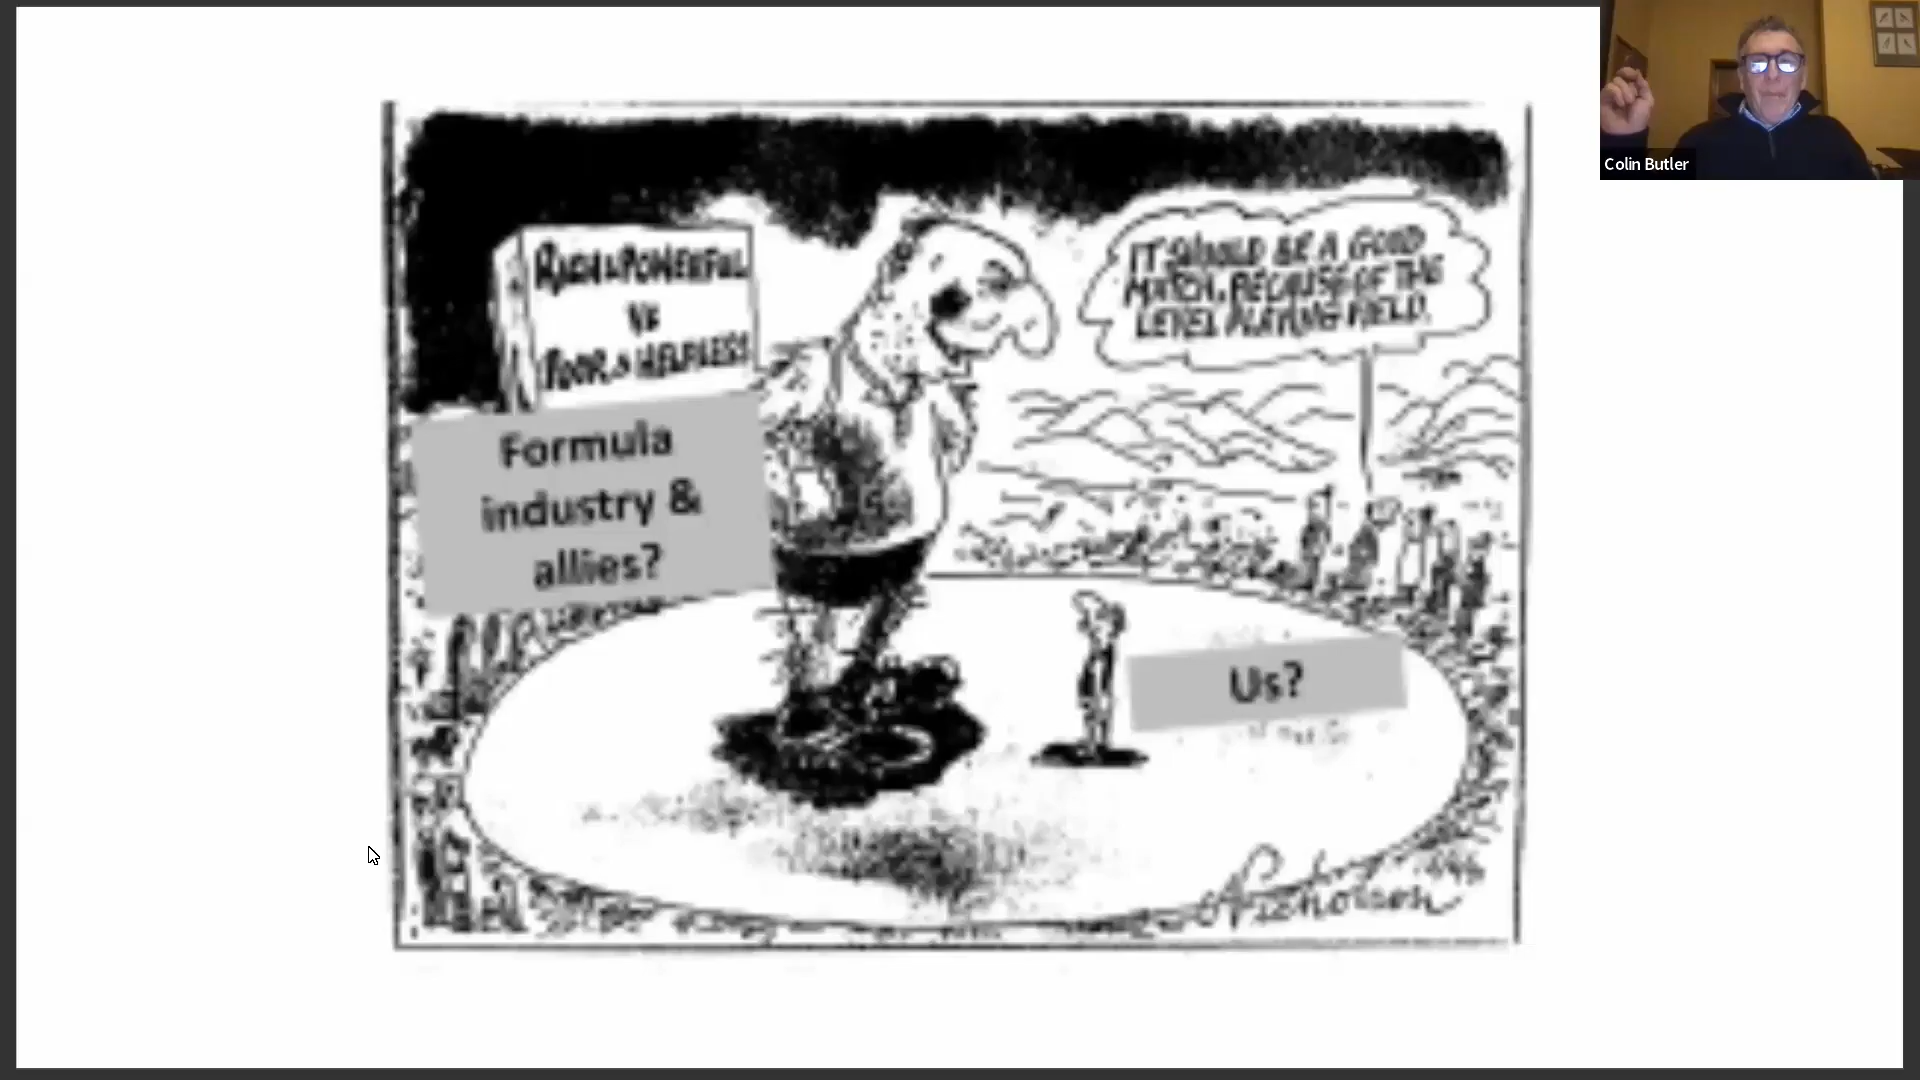 Colin Butler
RICH & POWERFUL
VS
POOR & HELPLESS
IT SHOULD BE A GOOD
MATCH, BECAUSE OF THE
LEVEL PLAYING FIELD.
Formula
industry &
allies?
Us?
Nicholson